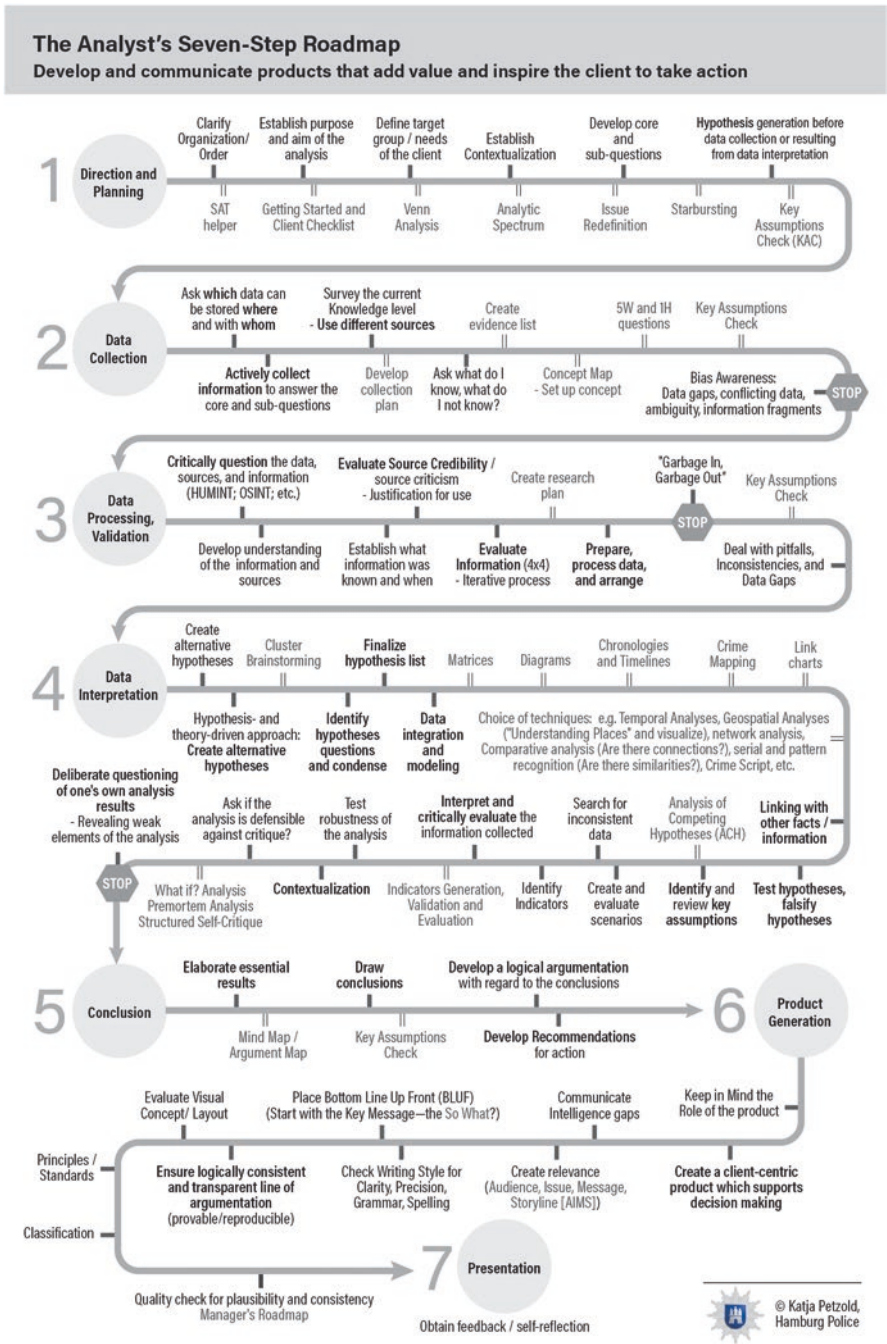 The Analyst's Seven-Step Roadmap
Develop and communicate products that add value and inspire the client to take action
1
Direction and
Planning
Clarify
Organization/
Order
Establish purpose
and aim of the
analysis
Define target
group / needs
of the client
Establish
Contextualization
Develop core
and
sub-questions
Hypothesis generation before
data collection or resulting
from data interpretation
SAT
helper
Getting Started and
Client Checklist
Venn
Analysis
Analytic
Spectrum
Issue
Redefinition
Starbursting
Key
Assumptions
Check (KAC)
2
Data
Collection
Ask which data can
be stored where
and with whom
Survey the current
Knowledge level
- Use different sources
Create
evidence list
5W and 1H
questions
Key Assumptions
Check
Actively collect
information to answer the
core and sub-questions
Develop
collection
plan
Ask what do I
know, what do
I not know?
Concept Map
- Set up concept
Bias Awareness:
Data gaps, conflicting data,
ambiguity, information fragments
STOP
3
Data
Processing,
Validation
Critically question the data,
sources, and information
(HUMINT; OSINT; etc.)
Evaluate Source Credibility /
source criticism
- Justification for use
Create research
plan
"Garbage In,
Garbage Out"
STOP
Key Assumptions
Check
Develop understanding
of the information and
sources
Establish what
information was
known and when
Evaluate
Information (4x4)
- Iterative process
Prepare,
process data,
and arrange
Deal with pitfalls,
Inconsistencies, and
Data Gaps
4
Data
Interpretation
Create
alternative
hypotheses
Cluster
Brainstorming
Finalize
hypothesis list
Matrices
Diagrams
Chronologies
and Timelines
Crime
Mapping
Link
charts
Hypothesis- and
theory-driven approach:
Create alternative
hypotheses
Identify
hypotheses
questions
and condense
Data
integration
and
modeling
Choice of techniques: e.g. Temporal Analyses, Geospatial Analyses
("Understanding Places" and visualize), network analysis,
Comparative analysis (Are there connections?), serial and pattern
recognition (Are there similarities?), Crime Script, etc.
Deliberate questioning
of one's own analysis
results
- Revealing weak
elements of the analysis
Ask if the
analysis is defensible
against critique?
Test
robustness of
the analysis
Interpret and
critically evaluate the
information collected
Search for
inconsistent
data
Analysis of
Competing
Hypotheses (ACH)
Linking with
other facts /
information
STOP
What if? Analysis
Premortem Analysis
Structured Self-Critique
Contextualization
Indicators Generation,
Validation and
Evaluation
Identify
Indicators
Create and
evaluate
scenarios
Identify and
review key
assumptions
Test hypotheses,
falsify
hypotheses
5
Conclusion
Elaborate essential
results
Draw
conclusions
Develop a logical argumentation
with regard to the conclusions
Mind Map /
Argument Map
Key Assumptions
Check
Develop Recommendations
for action
6
Product
Generation
Evaluate Visual
Concept/ Layout
Place Bottom Line Up Front (BLUF)
(Start with the Key Message—the So What?)
Communicate
Intelligence gaps
Keep in Mind the
Role of the product
Principles /
Standards
Ensure logically consistent
and transparent line of
argumentation
(provable/reproducible)
Check Writing Style for
Clarity, Precision,
Grammar, Spelling
Create relevance
(Audience, Issue, Message,
Storyline [AIMS])
Create a client-centric
product which supports
decision making
Classification
Quality check for plausibility and consistency
Manager's Roadmap
7
Presentation
Obtain feedback / self-reflection
© Katja Petzold,
Hamburg Police